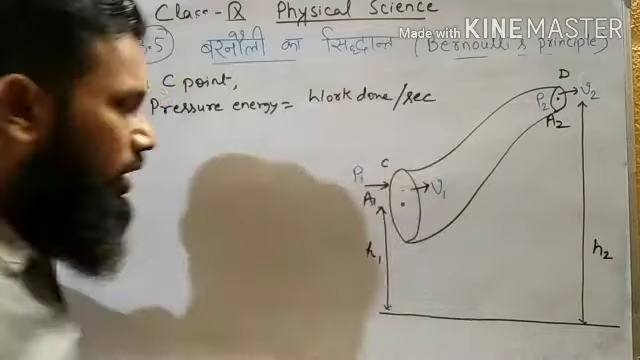 Class-IX Physical Science
Made with KINEMASTER
3.5) बरनौली का सिद्धान्त (Bernoulli's principle)
C point,
Pressure energy = Work done/sec
D
P₂
v₂
A₂
C
P₁
v₁
A₁
h₁
h₂